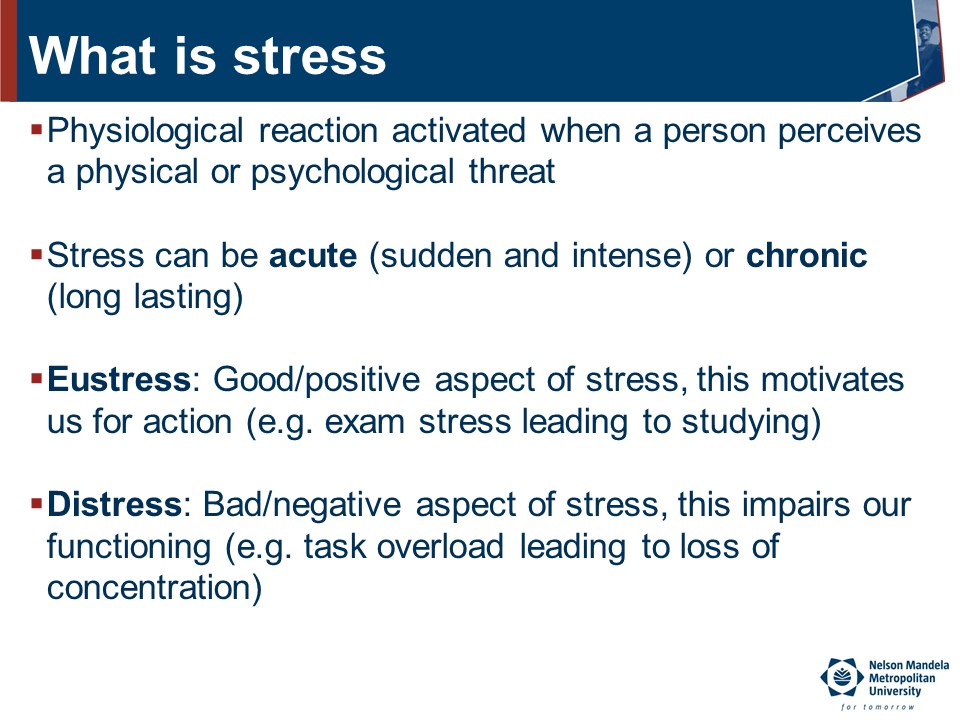 What is stress
▪Physiological reaction activated when a person perceives
a physical or psychological threat
▪Stress can be acute (sudden and intense) or chronic
(long lasting)
▪Eustress: Good/positive aspect of stress, this motivates
us for action (e.g. exam stress leading to studying)
▪Distress: Bad/negative aspect of stress, this impairs our
functioning (e.g. task overload leading to loss of
concentration)
Nelson Mandela
Metropolitan
University
for tomorrow